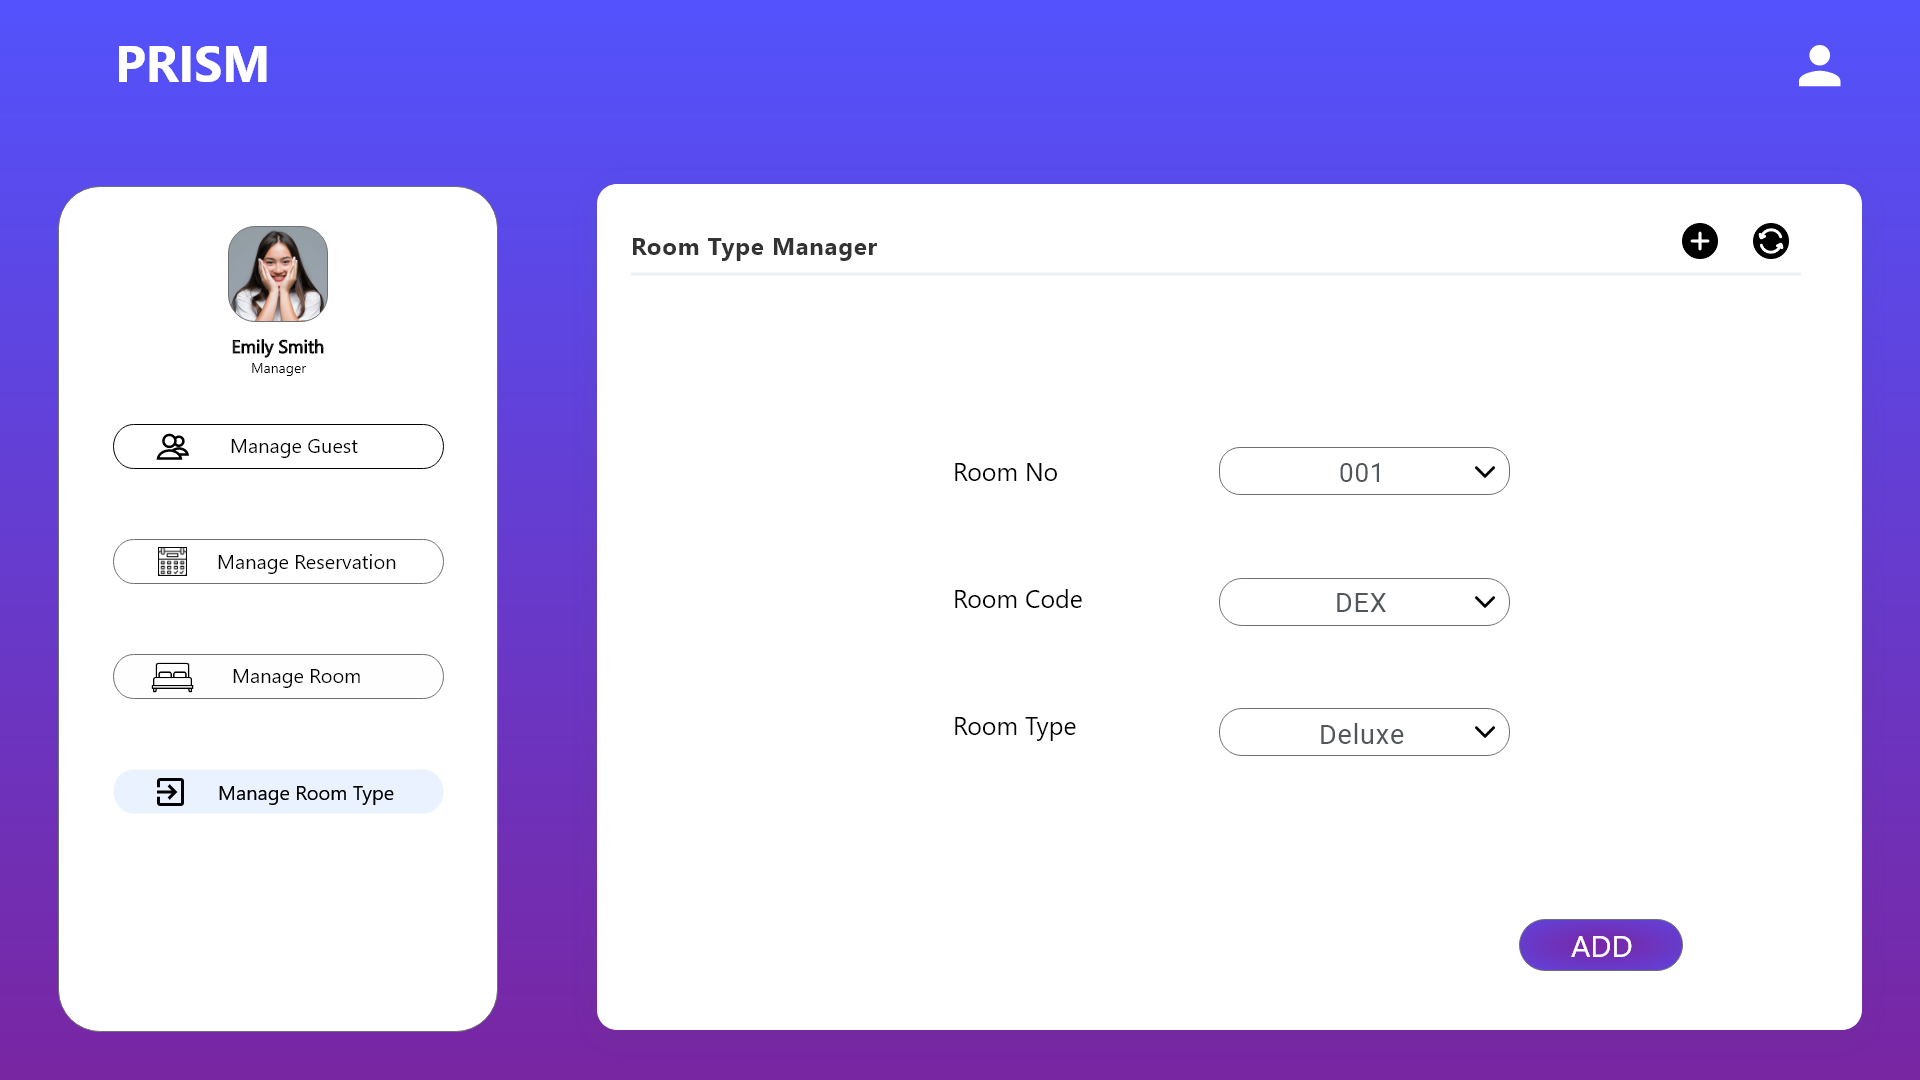 PRISM
Emily Smith
Manager
Manage Guest
Manage Reservation
Manage Room
Manage Room Type
Room Type Manager
Room No 001
Room Code DEX
Room Type Deluxe
ADD